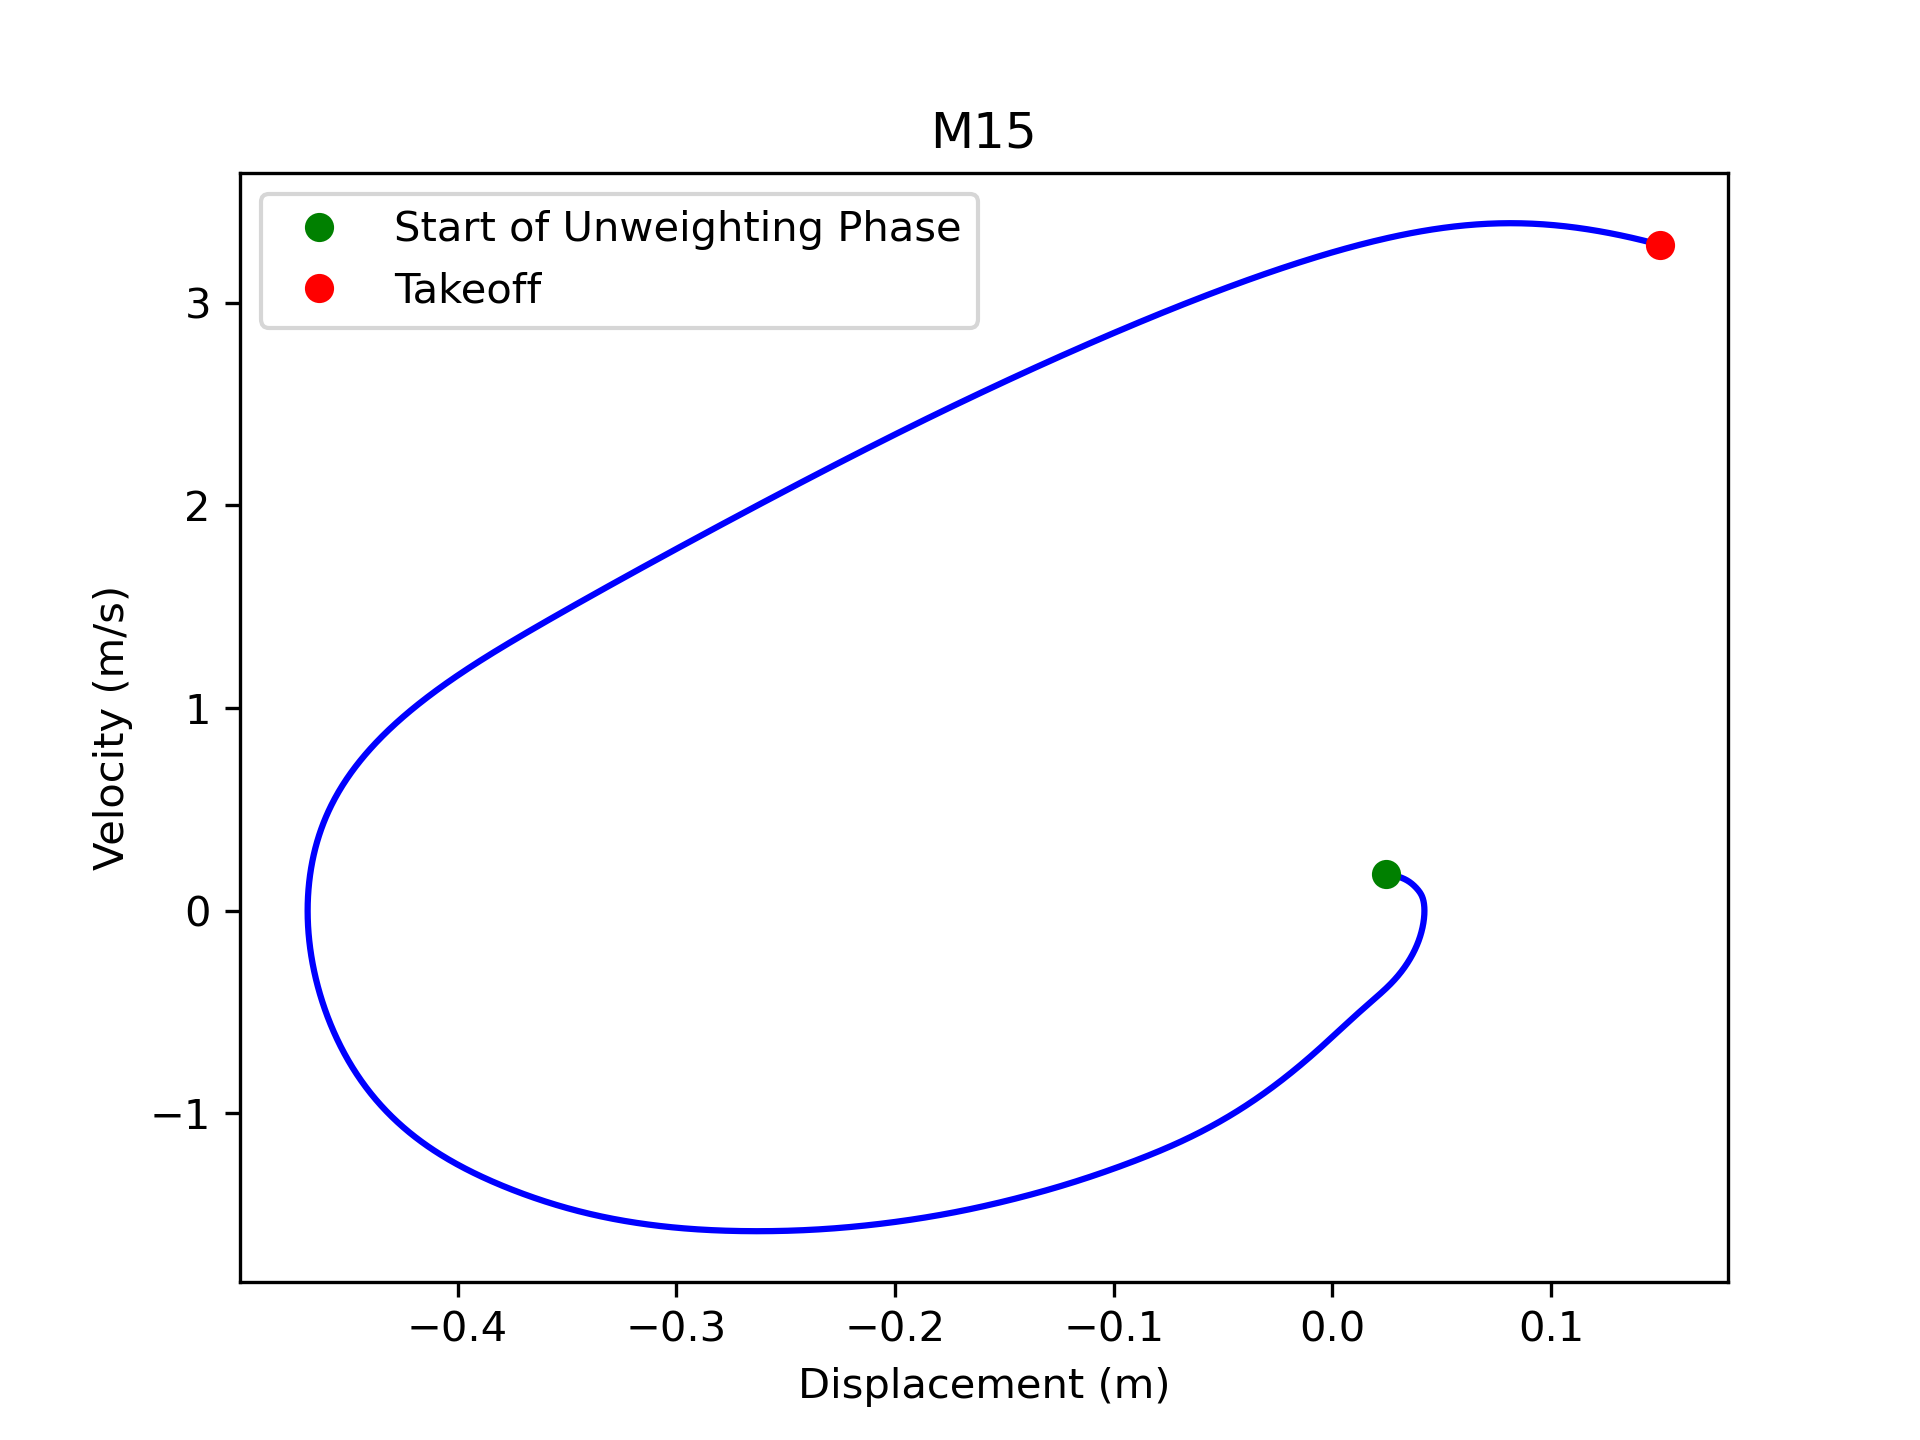 M15
Start of Unweighting Phase
Takeoff
3
2
1
0
−1
Velocity (m/s)
−0.4 −0.3 −0.2 −0.1 0.0 0.1
Displacement (m)